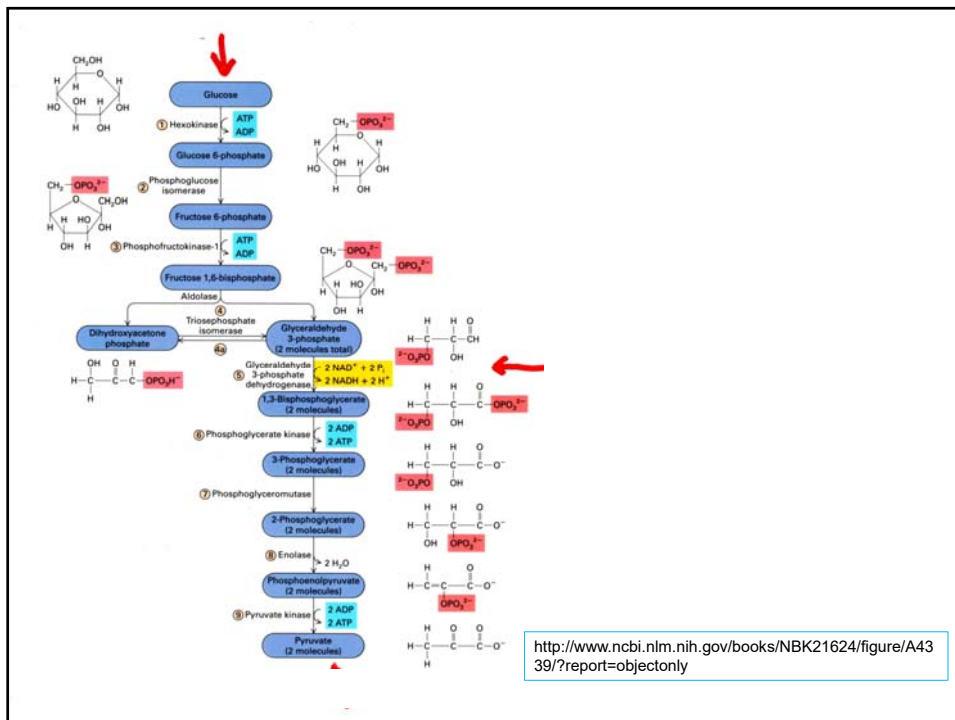 Glucose
① Hexokinase
ATP
ADP
Glucose 6-phosphate
② Phosphoglucose
isomerase
Fructose 6-phosphate
③ Phosphofructokinase-1
ATP
ADP
Fructose 1,6-bisphosphate
Aldolase
④
Triosephosphate
isomerase
4a
Dihydroxyacetone
phosphate
Glyceraldehyde
3-phosphate
(2 molecules total)
⑤ Glyceraldehyde
3-phosphate
dehydrogenase
2 NAD⁺ + 2 Pᵢ
2 NADH + 2 H⁺
1,3-Bisphosphoglycerate
(2 molecules)
⑥ Phosphoglycerate kinase
2 ADP
2 ATP
3-Phosphoglycerate
(2 molecules)
⑦ Phosphoglyceromutase
2-Phosphoglycerate
(2 molecules)
⑧ Enolase
2 H₂O
Phosphoenolpyruvate
(2 molecules)
⑨ Pyruvate kinase
2 ADP
2 ATP
Pyruvate
(2 molecules)
http://www.ncbi.nlm.nih.gov/books/NBK21624/figure/A43
39/?report=objectonly